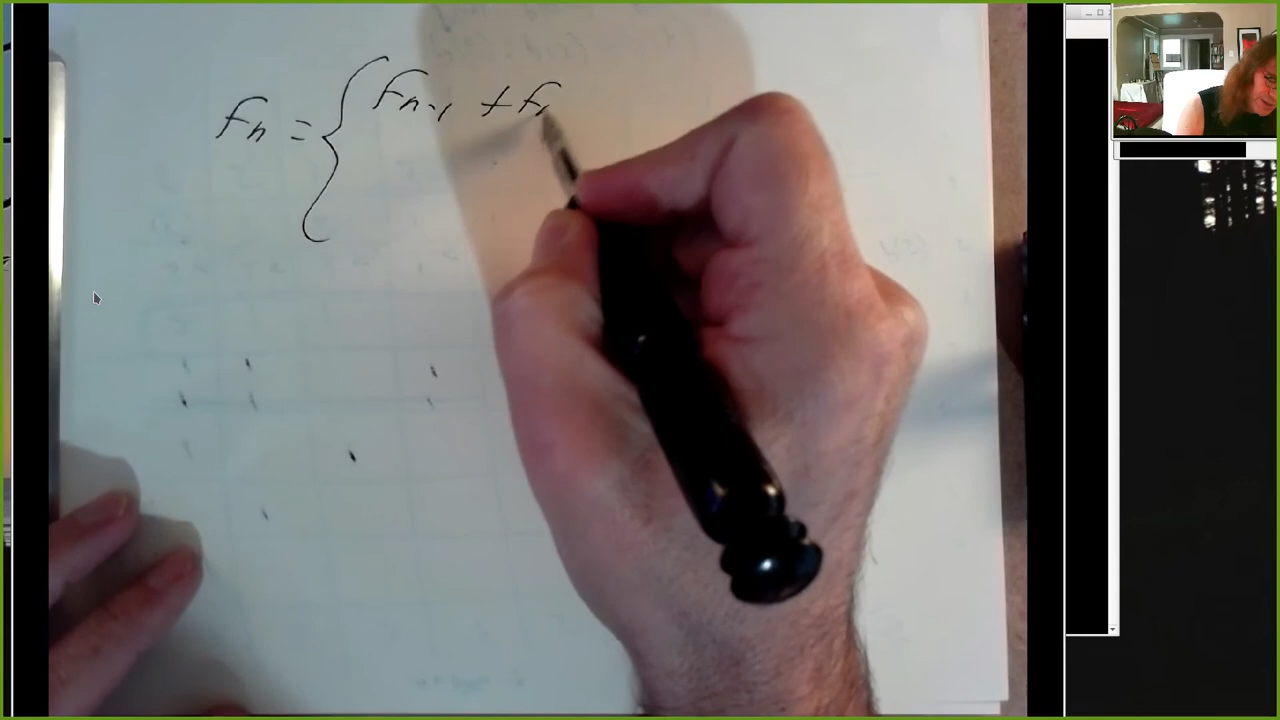 fn = { fn-1 + fn